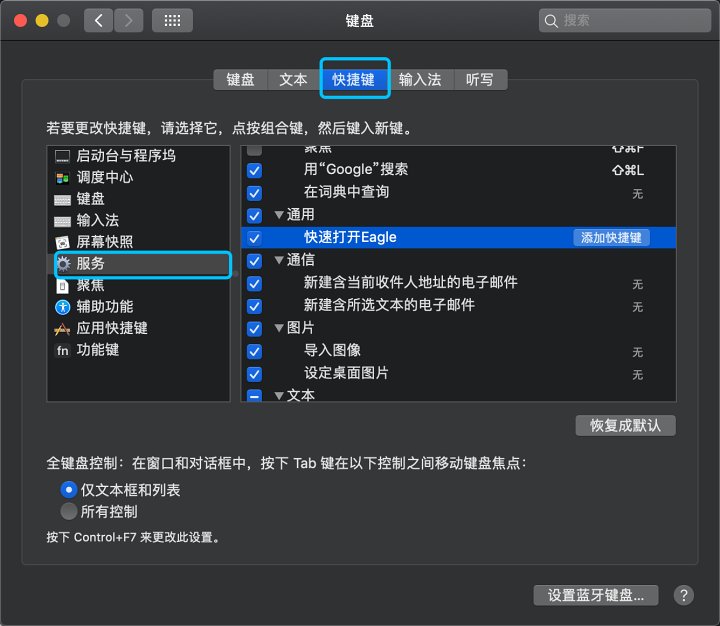 键盘
搜索
键盘 文本 快捷键 输入法 听写
若要更改快捷键，请选择它，点按组合键，然后键入新键。
启动台与程序坞
调度中心
键盘
输入法
屏幕快照
服务
聚焦
辅助功能
应用快捷键
fn 功能键
聚焦 ⇧⌘F
用“Google”搜索 ⇧⌘L
在词典中查询 无
通用
快速打开Eagle 添加快捷键
通信
新建含当前收件人地址的电子邮件 无
新建含所选文本的电子邮件 无
图片
导入图像 无
设定桌面图片 无
文本
恢复成默认
全键盘控制：在窗口和对话框中，按下 Tab 键在以下控制之间移动键盘焦点：
仅文本框和列表
所有控制
按下 Control+F7 来更改此设置。
设置蓝牙键盘... ?